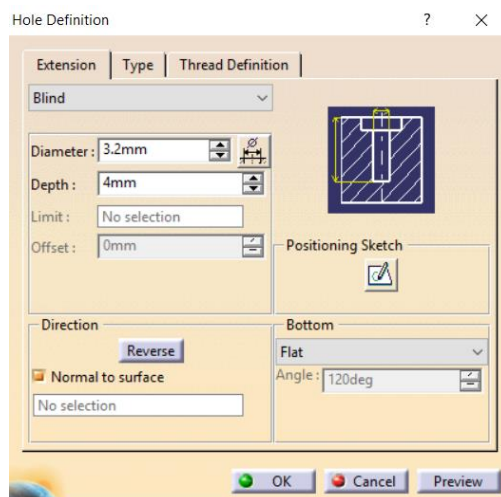 Hole Definition ? ×
Extension Type Thread Definition
Blind
Diameter : 3.2mm
Depth : 4mm
Limit : No selection
Offset : 0mm
Positioning Sketch
Direction
Reverse
Normal to surface
No selection
Bottom
Flat
Angle : 120deg
OK Cancel Preview